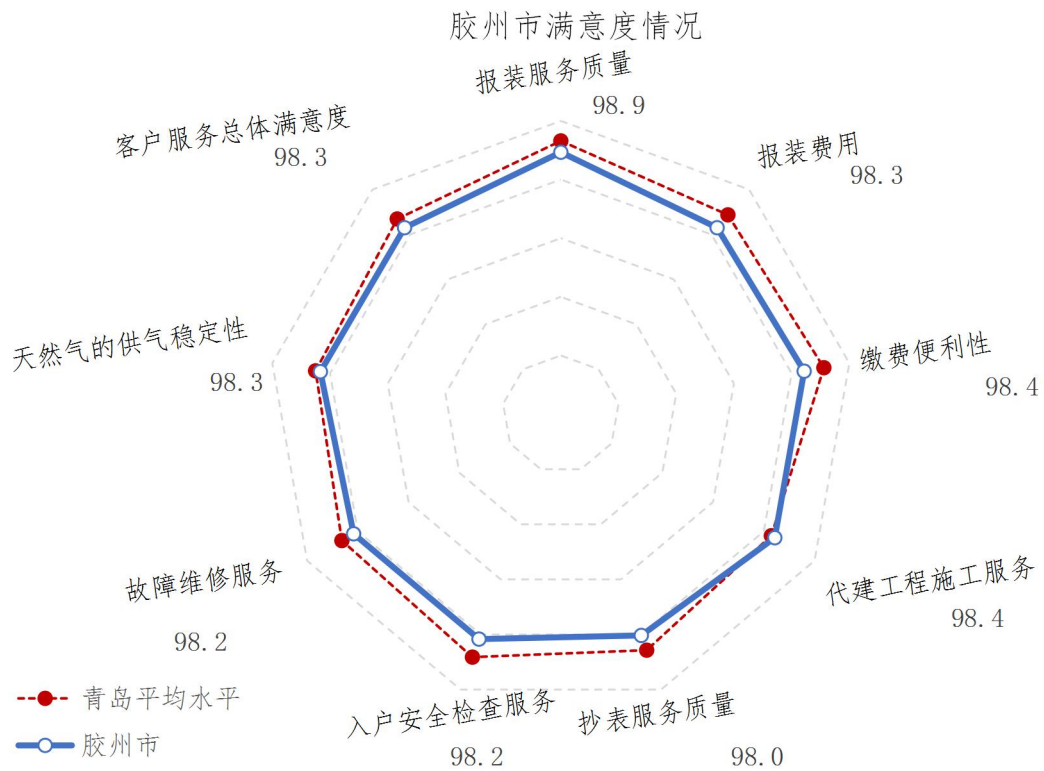 胶州市满意度情况
报装服务质量
98.9
报装费用
98.3
缴费便利性
98.4
代建工程施工服务
98.4
抄表服务质量
98.0
入户安全检查服务
98.2
故障维修服务
98.2
天然气的供气稳定性
98.3
客户服务总体满意度
98.3
青岛平均水平
胶州市